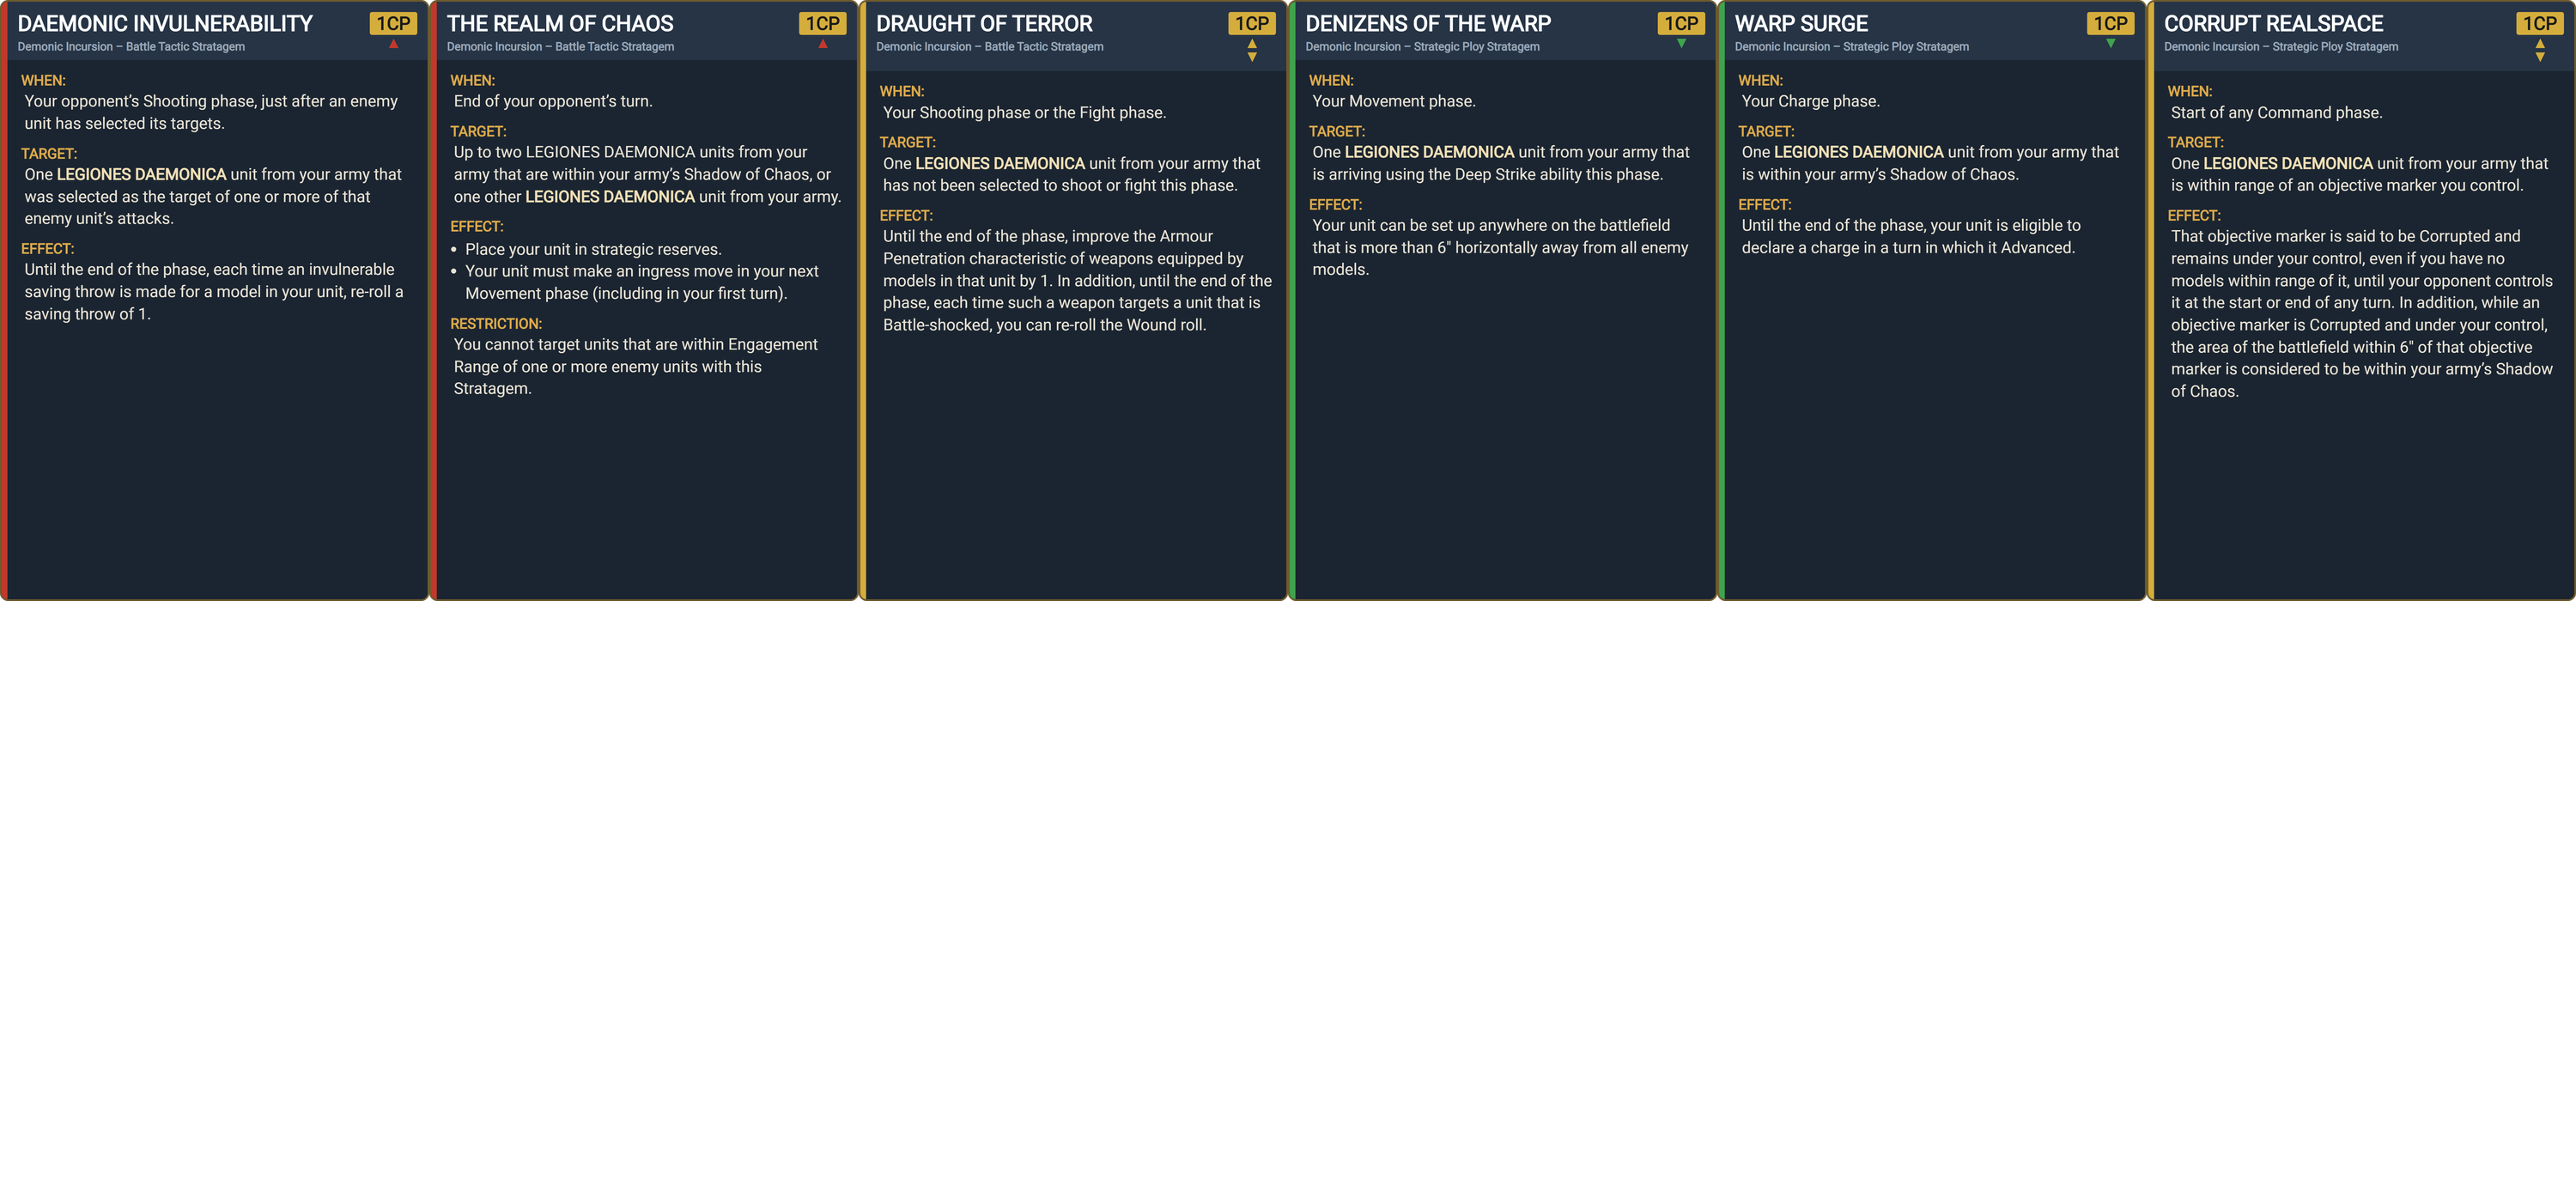 DAEMONIC INVULNERABILITY
1CP
Demonic Incursion – Battle Tactic Stratagem
WHEN:
Your opponent’s Shooting phase, just after an enemy
unit has selected its targets.
TARGET:
One LEGIONES DAEMONICA unit from your army that
was selected as the target of one or more of that
enemy unit’s attacks.
EFFECT:
Until the end of the phase, each time an invulnerable
saving throw is made for a model in your unit, re-roll a
saving throw of 1.
THE REALM OF CHAOS
1CP
Demonic Incursion – Battle Tactic Stratagem
WHEN:
End of your opponent’s turn.
TARGET:
Up to two LEGIONES DAEMONICA units from your
army that are within your army’s Shadow of Chaos, or
one other LEGIONES DAEMONICA unit from your army.
EFFECT:
• Place your unit in strategic reserves.
• Your unit must make an ingress move in your next
Movement phase (including in your first turn).
RESTRICTION:
You cannot target units that are within Engagement
Range of one or more enemy units with this
Stratagem.
DRAUGHT OF TERROR
1CP
Demonic Incursion – Battle Tactic Stratagem
WHEN:
Your Shooting phase or the Fight phase.
TARGET:
One LEGIONES DAEMONICA unit from your army that
has not been selected to shoot or fight this phase.
EFFECT:
Until the end of the phase, improve the Armour
Penetration characteristic of weapons equipped by
models in that unit by 1. In addition, until the end of the
phase, each time such a weapon targets a unit that is
Battle-shocked, you can re-roll the Wound roll.
DENIZENS OF THE WARP
1CP
Demonic Incursion – Strategic Ploy Stratagem
WHEN:
Your Movement phase.
TARGET:
One LEGIONES DAEMONICA unit from your army that
is arriving using the Deep Strike ability this phase.
EFFECT:
Your unit can be set up anywhere on the battlefield
that is more than 6" horizontally away from all enemy
models.
WARP SURGE
1CP
Demonic Incursion – Strategic Ploy Stratagem
WHEN:
Your Charge phase.
TARGET:
One LEGIONES DAEMONICA unit from your army that
is within your army’s Shadow of Chaos.
EFFECT:
Until the end of the phase, your unit is eligible to
declare a charge in a turn in which it Advanced.
CORRUPT REALSPACE
1CP
Demonic Incursion – Strategic Ploy Stratagem
WHEN:
Start of any Command phase.
TARGET:
One LEGIONES DAEMONICA unit from your army that
is within range of an objective marker you control.
EFFECT:
That objective marker is said to be Corrupted and
remains under your control, even if you have no
models within range of it, until your opponent controls
it at the start or end of any turn. In addition, while an
objective marker is Corrupted and under your control,
the area of the battlefield within 6" of that objective
marker is considered to be within your army’s Shadow
of Chaos.